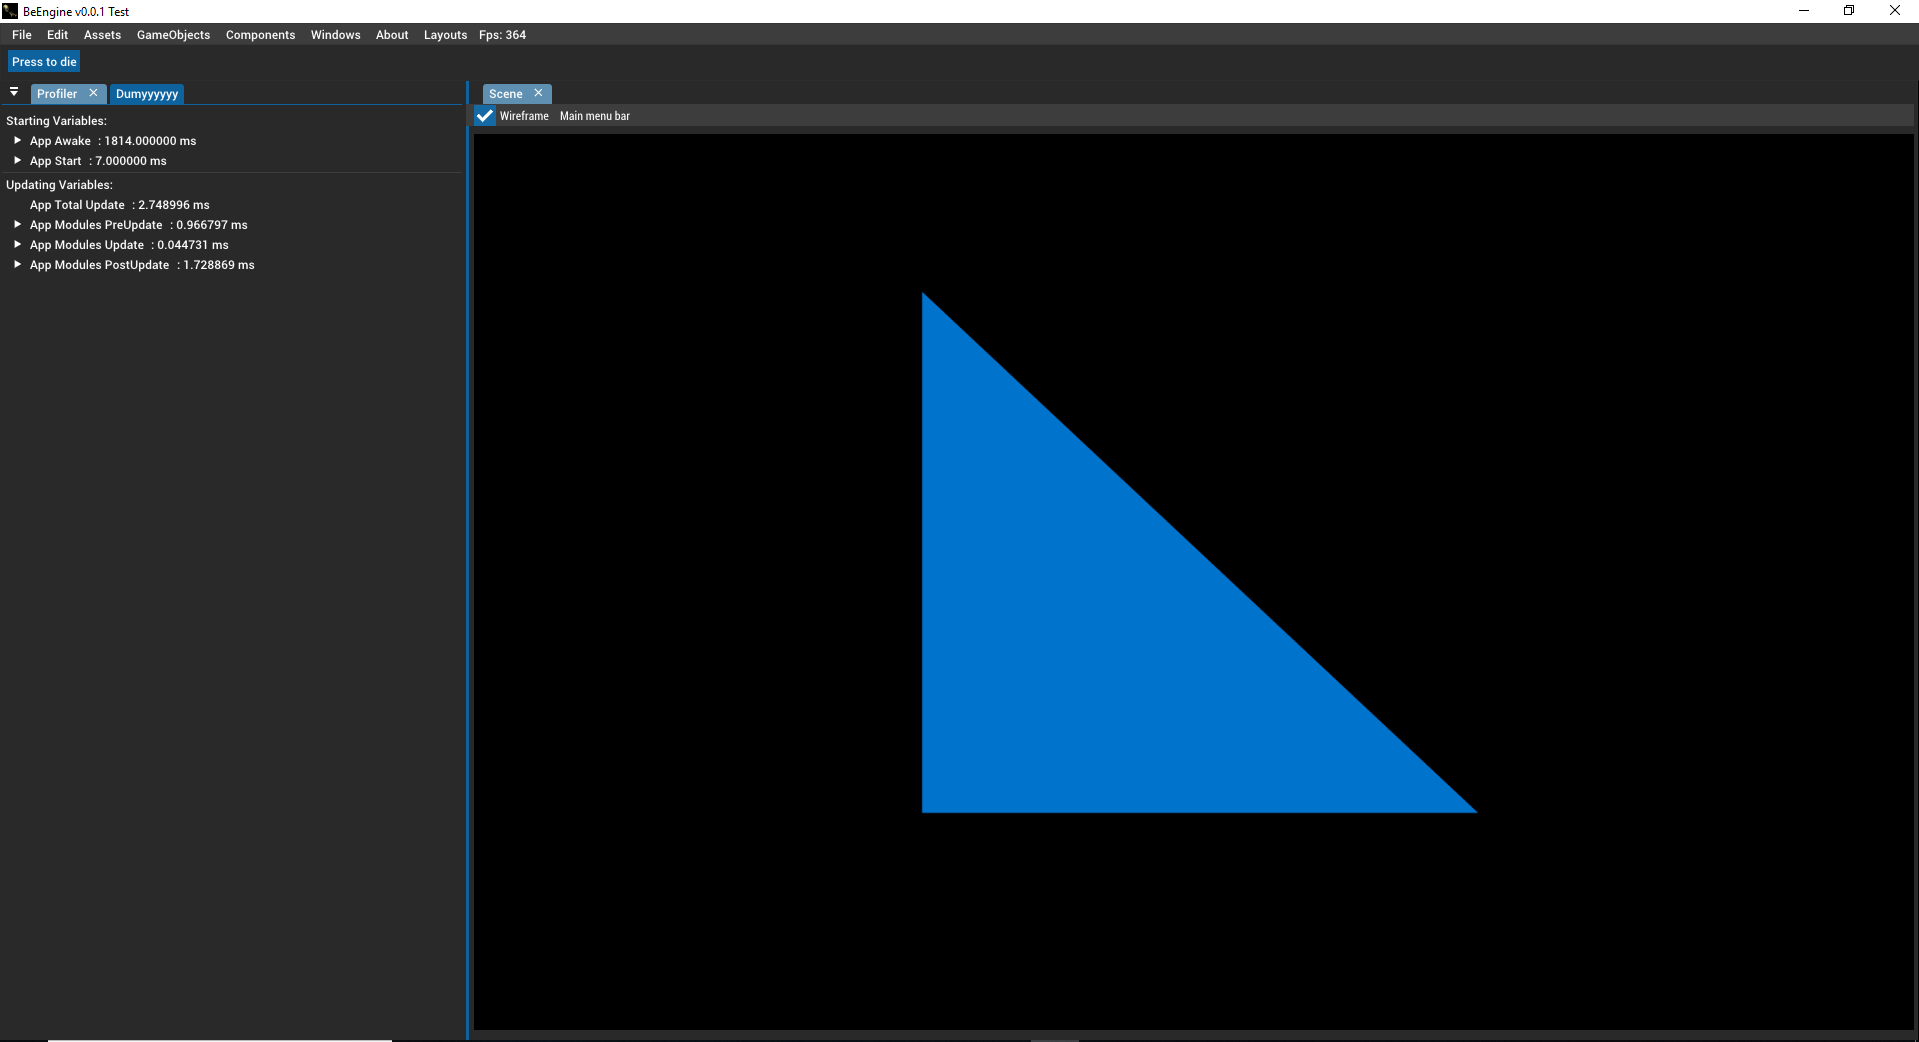 BeEngine v0.0.1 Test
File Edit Assets GameObjects Components Windows About Layouts Fps: 364
Press to die
Profiler Dumyyyyyy
Starting Variables:
App Awake : 1814.000000 ms
App Start : 7.000000 ms
Updating Variables:
App Total Update : 2.748996 ms
App Modules PreUpdate : 0.966797 ms
App Modules Update : 0.044731 ms
App Modules PostUpdate : 1.728869 ms
Scene
Wireframe Main menu bar